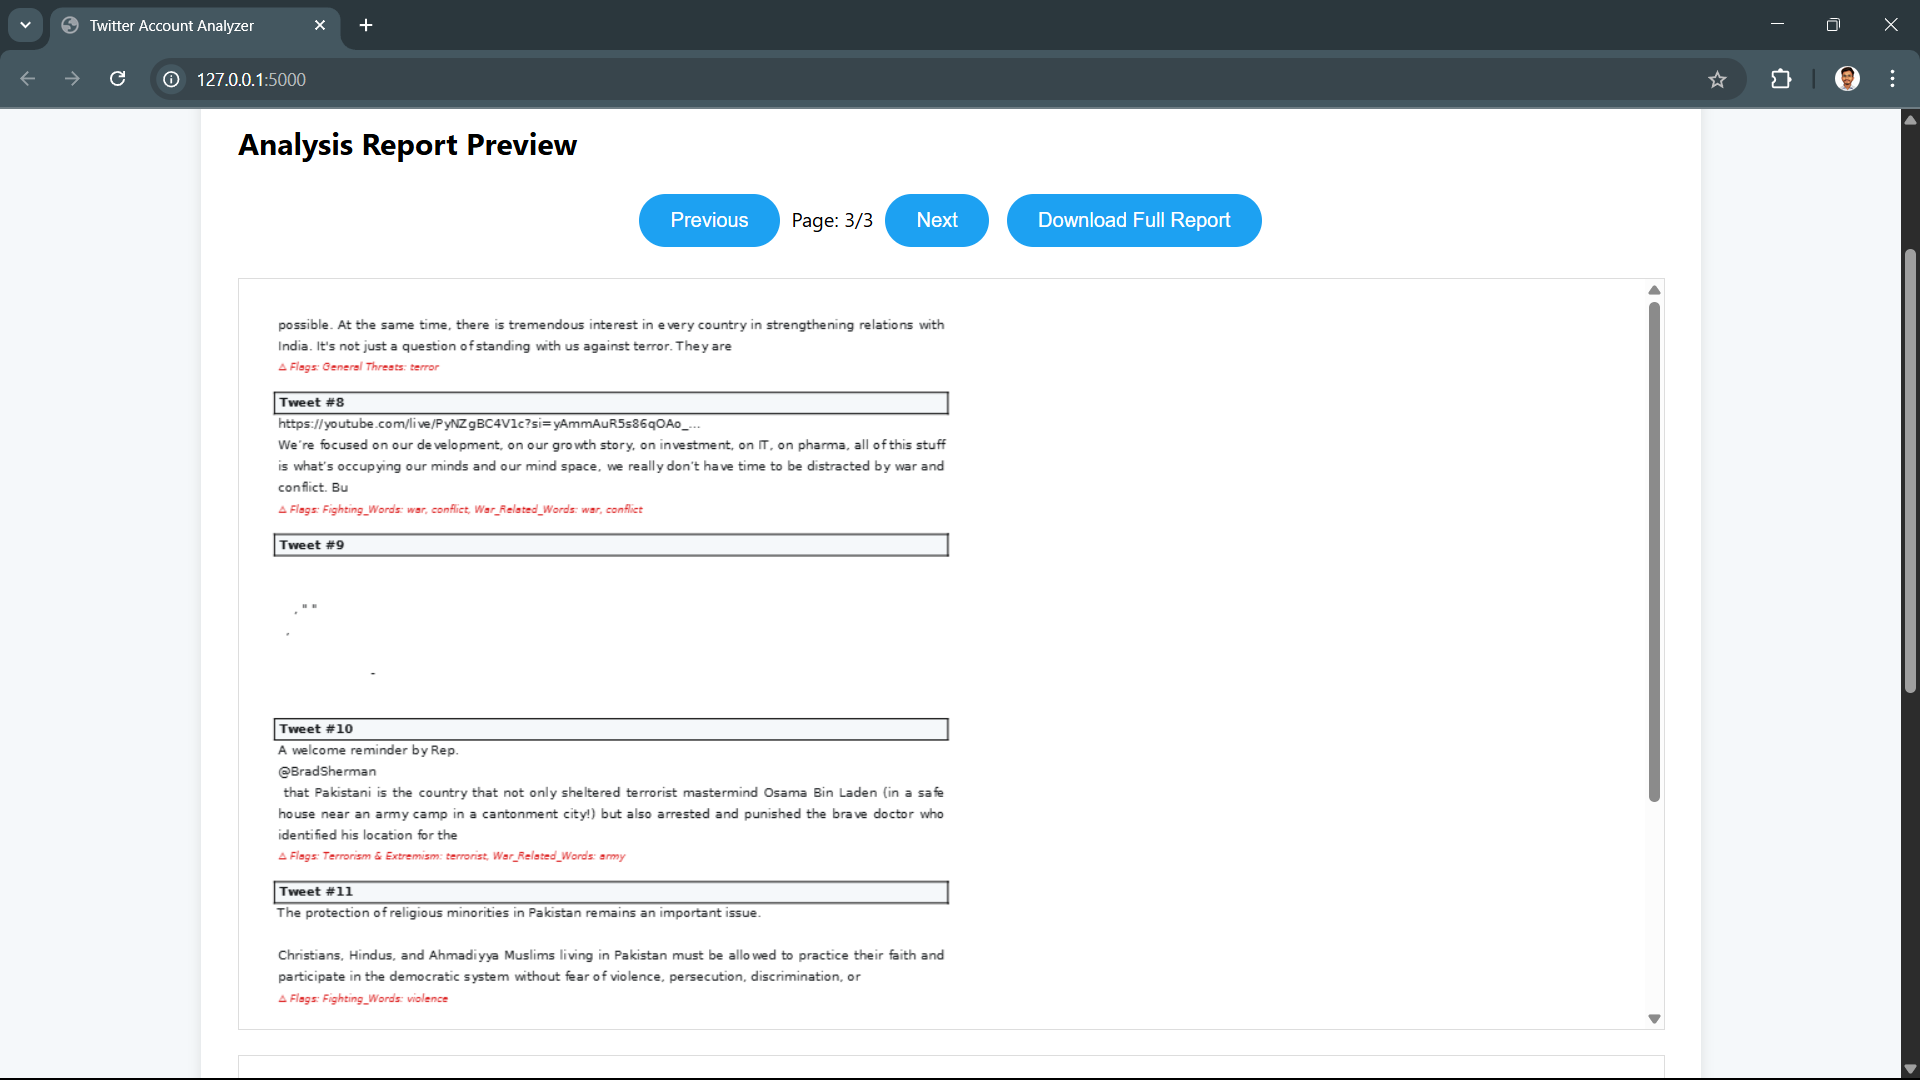 Twitter Account Analyzer
127.0.0.1:5000
Analysis Report Preview
Previous Page: 3/3 Next Download Full Report
possible. At the same time, there is tremendous interest in every country in strengthening relations with
India. It's not just a question of standing with us against terror. They are
⚠ Flags: General Threats: terror
Tweet #8
https://youtube.com/live/PyNZgBC4V1c?si=yAmmAuR5s86qOAo_...
We're focused on our development, on our growth story, on investment, on IT, on pharma, all of this stuff
is what's occupying our minds and our mind space, we really don't have time to be distracted by war and
conflict. Bu
⚠ Flags: Fighting_Words: war, conflict, War_Related_Words: war, conflict
Tweet #9
, " "
,
-
Tweet #10
A welcome reminder by Rep.
@BradSherman
that Pakistani is the country that not only sheltered terrorist mastermind Osama Bin Laden (in a safe
house near an army camp in a cantonment city!) but also arrested and punished the brave doctor who
identified his location for the
⚠ Flags: Terrorism & Extremism: terrorist, War_Related_Words: army
Tweet #11
The protection of religious minorities in Pakistan remains an important issue.
Christians, Hindus, and Ahmadiyya Muslims living in Pakistan must be allowed to practice their faith and
participate in the democratic system without fear of violence, persecution, discrimination, or
⚠ Flags: Fighting_Words: violence